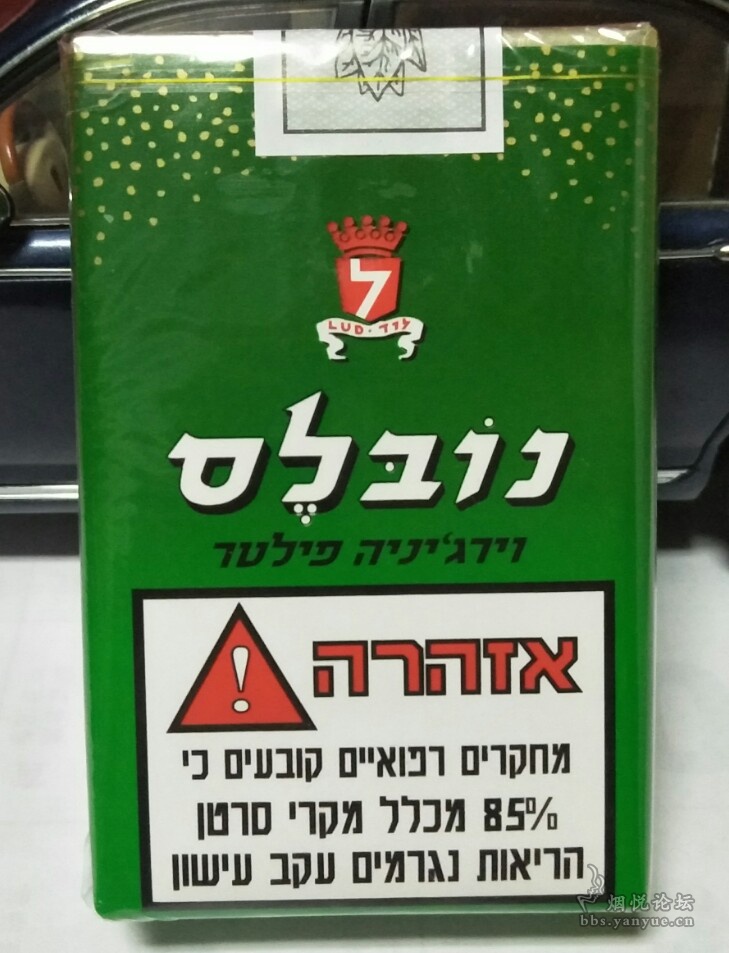 ל
LUD · לוד
נוֹבּלֶס
וירג'יניה פילטר
אזהרה
מחקרים רפואיים קובעים כי
85% מכלל מקרי סרטן
הריאות נגרמים עקב עישון
烟悦论坛
bbs.yanyue.cn